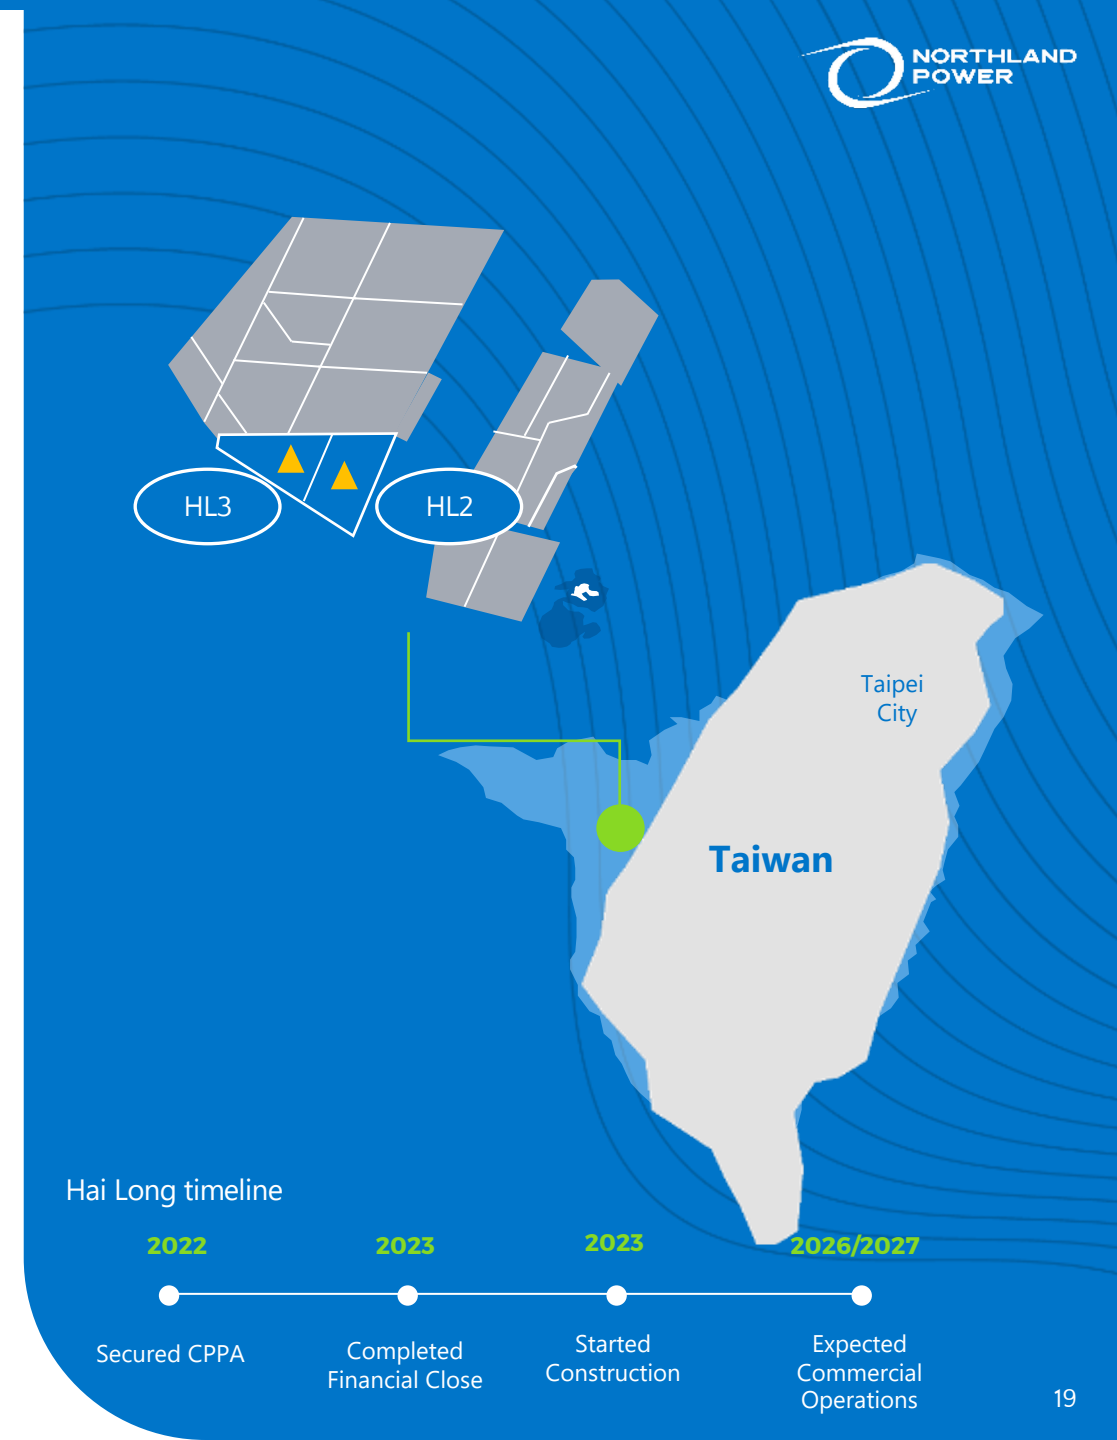 NORTHLAND
POWER
HL3
HL2
Taipei
City
Taiwan
Hai Long timeline
2022
2023
2023
2026/2027
Secured CPPA
Completed
Financial Close
Started
Construction
Expected
Commercial
Operations
19